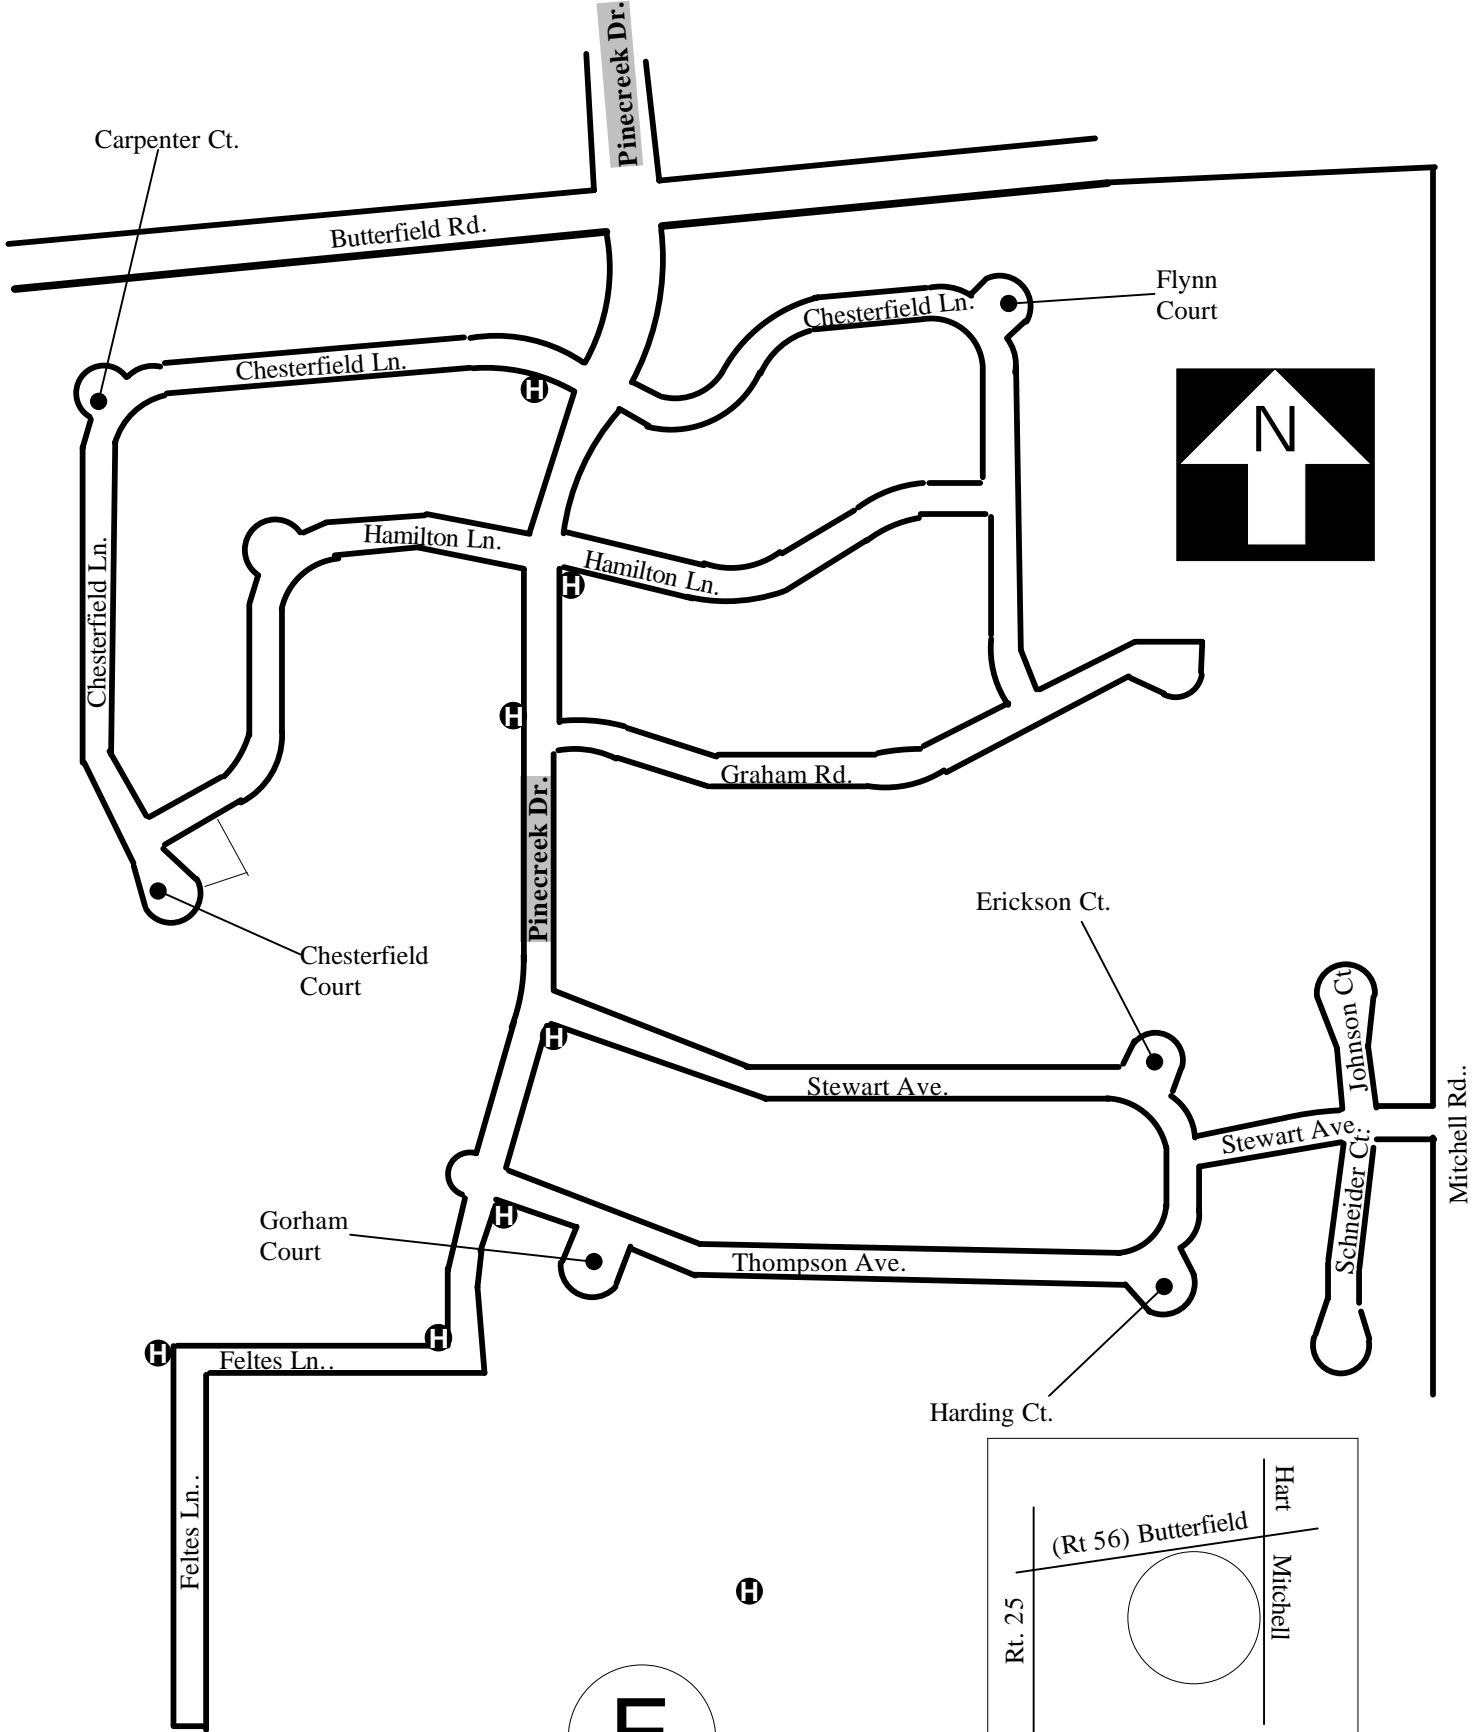 Pinecreek Dr.
Carpenter Ct.
Butterfield Rd.
Flynn
Court
Chesterfield Ln.
Chesterfield Ln.
H
N
Hamilton Ln.
Hamilton Ln.
H
Chesterfield Ln.
H
Graham Rd.
Pinecreek Dr.
Erickson Ct.
Chesterfield
Court
Johnson Ct
H
Stewart Ave.
Mitchell Rd..
Stewart Ave..
Schneider Ct.
Gorham
Court
H
Thompson Ave.
H
H
Feltes Ln..
Harding Ct.
Feltes Ln..
Hart
(Rt 56) Butterfield
Mitchell
Rt. 25
H